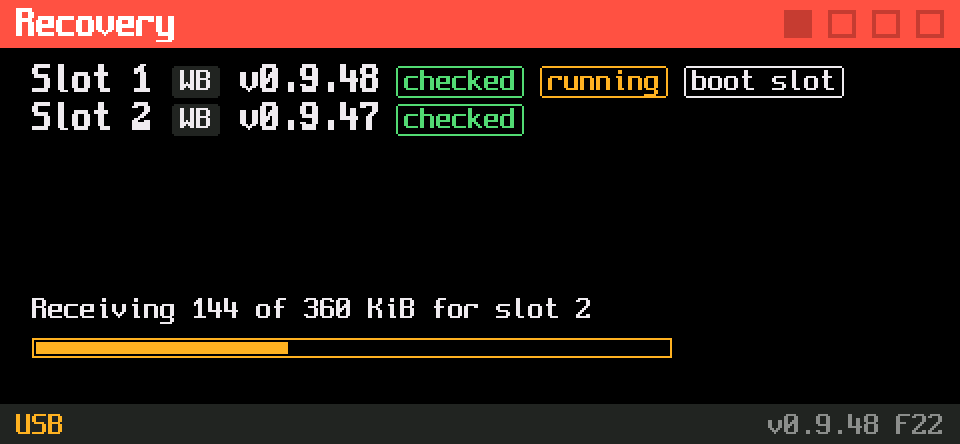 Recovery
Slot 1 WB v0.9.48 checked running boot slot
Slot 2 WB v0.9.47 checked
Receiving 144 of 360 KiB for slot 2
USB v0.9.48 F22